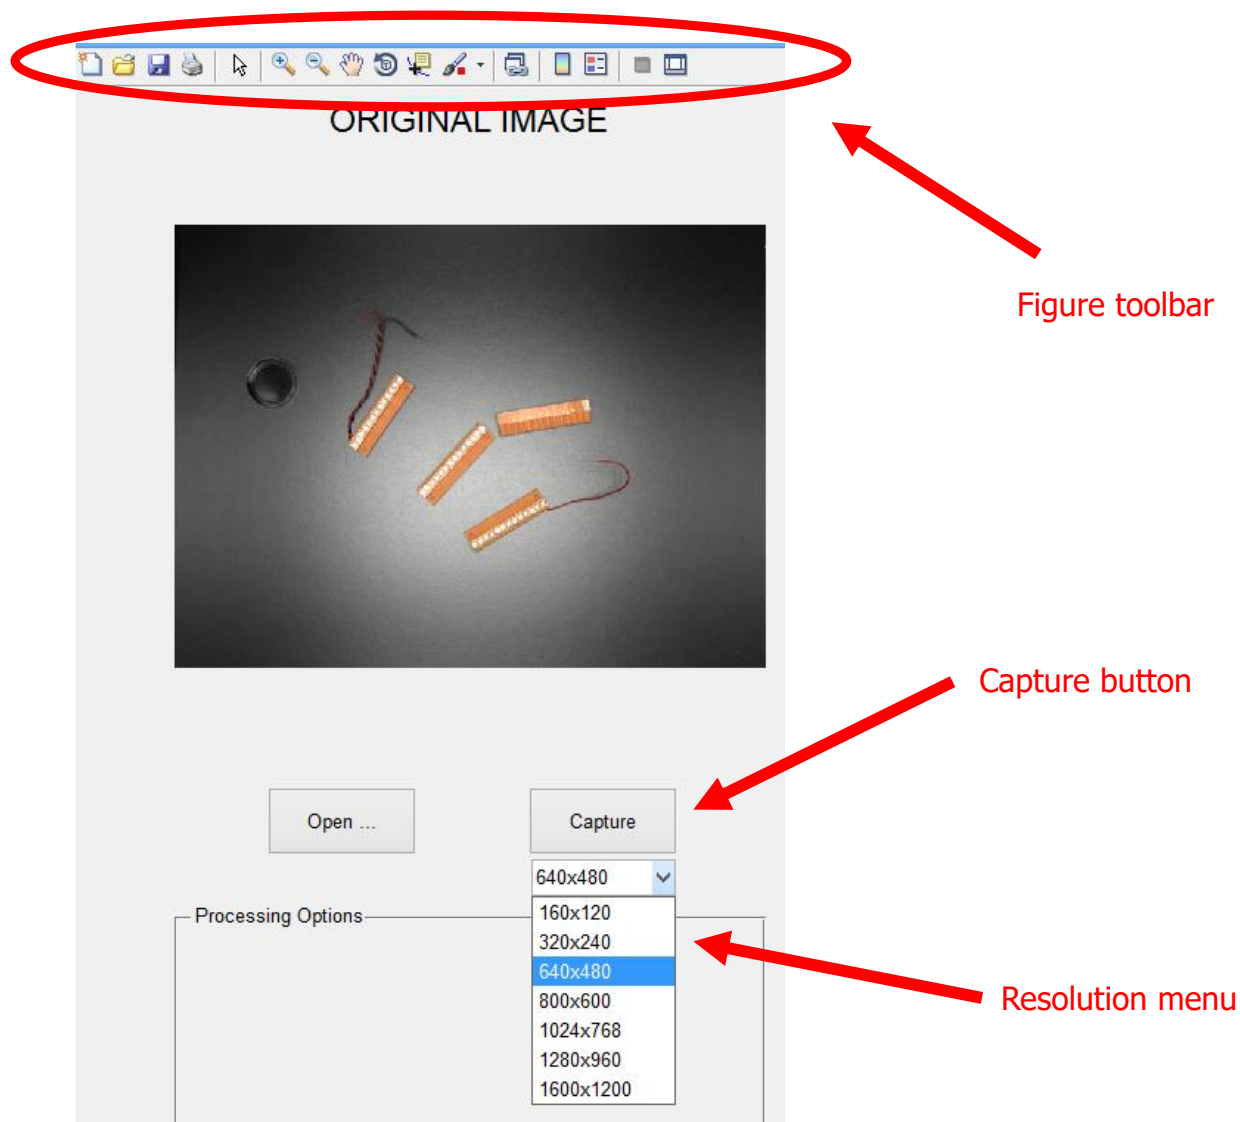 ORIGINAL IMAGE
Figure toolbar
Capture button
Open ...
Capture
640x480
Processing Options
160x120
320x240
640x480
800x600
1024x768
1280x960
1600x1200
Resolution menu